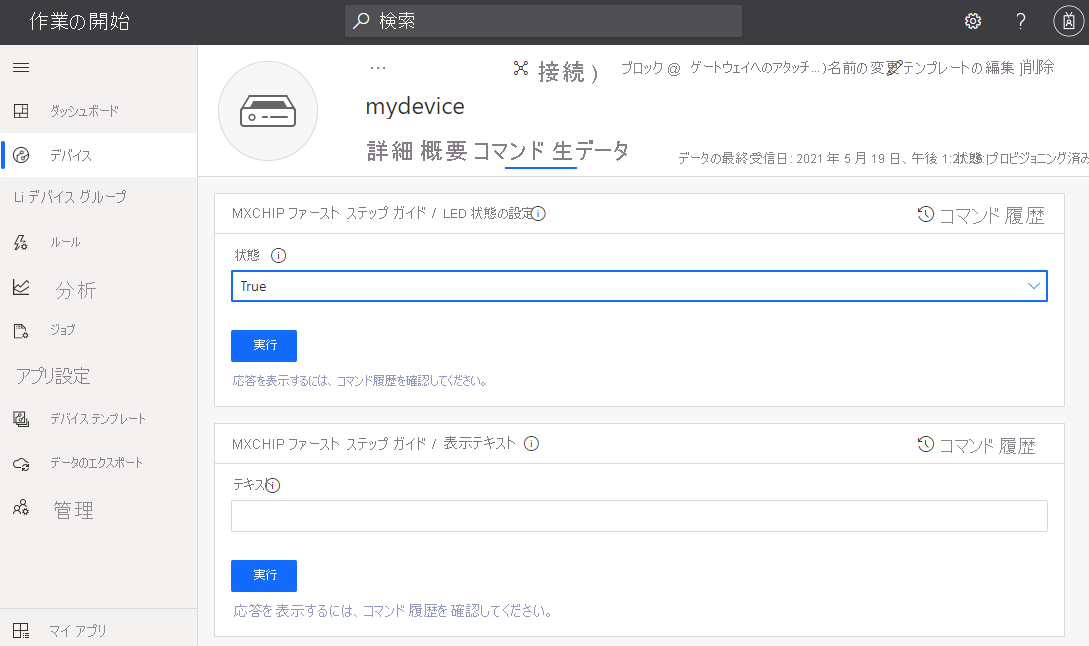 作業の開始
検索
?
ダッシュボード
デバイス
Li デバイス グループ
ルール
分析
ジョブ
アプリ設定
デバイス テンプレート
データのエクスポート
管理
マイ アプリ
...
接続 )
ブロック @ ゲートウェイへのアタッチ...)名前の変更テンプレートの編集 ]削除
mydevice
詳細 概要 コマンド 生データ
データの最終受信日: 2021 年 5 月 19 日、午後 1:2状態:|プロビジョニング済み
MXCHIP ファースト ステップ ガイド / LED 状態の設定
コマンド 履歴
状態
True
実行
応答を表示するには、コマンド履歴を確認してください。
MXCHIP ファースト ステップ ガイド / 表示テキスト
コマンド 履歴
テキスト
実行
応答を表示するには、コマンド履歴を確認してください。